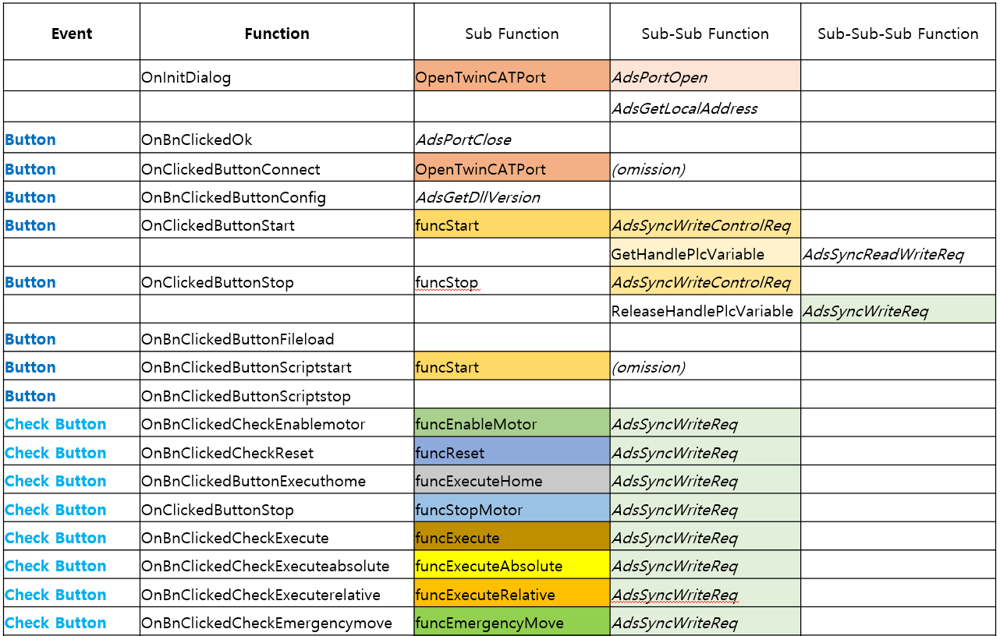 Event Function Sub Function Sub-Sub Function Sub-Sub-Sub Function
OnInitDialog OpenTwinCATPort AdsPortOpen
AdsGetLocalAddress
Button OnBnClickedOk AdsPortClose
Button OnClickedButtonConnect OpenTwinCATPort (omission)
Button OnBnClickedButtonConfig AdsGetDllVersion
Button OnClickedButtonStart funcStart AdsSyncWriteControlReq
GetHandlePlcVariable AdsSyncReadWriteReq
Button OnClickedButtonStop funcStop AdsSyncWriteControlReq
ReleaseHandlePlcVariable AdsSyncWriteReq
Button OnBnClickedButtonFileload
Button OnBnClickedButtonScriptstart funcStart (omission)
Button OnBnClickedButtonScriptstop
Check Button OnBnClickedCheckEnablemotor funcEnableMotor AdsSyncWriteReq
Check Button OnBnClickedCheckReset funcReset AdsSyncWriteReq
Check Button OnBnClickedButtonExecuthome funcExecuteHome AdsSyncWriteReq
Check Button OnClickedButtonStop funcStopMotor AdsSyncWriteReq
Check Button OnBnClickedCheckExecute funcExecute AdsSyncWriteReq
Check Button OnBnClickedCheckExecuteabsolute funcExecuteAbsolute AdsSyncWriteReq
Check Button OnBnClickedCheckExecuterelative funcExecuteRelative AdsSyncWriteReq
Check Button OnBnClickedCheckEmergencymove funcEmergencyMove AdsSyncWriteReq